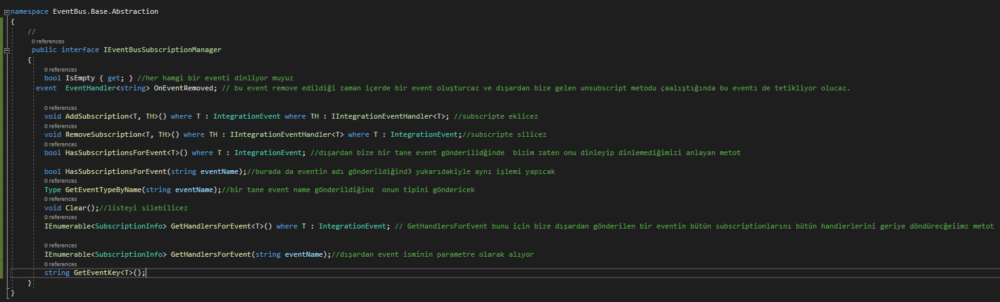 namespace EventBus.Base.Abstraction
{
//
0 references
public interface IEventBusSubscriptionManager
{
0 references
bool IsEmpty { get; } //her hamgi bir eventi dinliyor muyuz
event  EventHandler<string> OnEventRemoved; // bu event remove edildiği zaman içerde bir event oluşturcaz ve dışardan bize gelen unsubscript metodu çaalıştığında bu eventı de tetikliyor olucaz.
0 references
void AddSubscription<T, TH>() where T : IntegrationEvent where TH : IIntegrationEventHandler<T>; //subscripte eklicez
0 references
void RemoveSubscription<T, TH>() where TH : IIntegrationEventHandler<T> where T : IntegrationEvent;//subscripte silicez
0 references
bool HasSubscriptionsForEvent<T>() where T : IntegrationEvent; //dışardan bize bir tane event gönderilidğinde  bizim zaten onu dinleyip dinlemediğimizi anlayan metot
bool HasSubscriptionsForEvent(string eventName);//burada da eventin adı gönderildiğind3 yukarıdakiyle aynı işlemi yapıcak
0 references
Type GetEventTypeByName(string eventName);//bir tane event name gönderildiğind  onun tipini göndericek
0 references
void Clear();//listeyi silebilicez
0 references
IEnumerable<SubscriptionInfo> GetHandlersForEvent<T>() where T : IntegrationEvent; // GetHandlersForEvent bunu için bize dışardan gönderilen bir eventin bütün subscriptionlarını bütün handlerlerini geriye döndürecğeiimz metot
0 references
IEnumerable<SubscriptionInfo> GetHandlersForEvent(string eventName);//dışardan event isminin parametre olarak alıyor
0 references
string GetEventKey<T>();
}
}